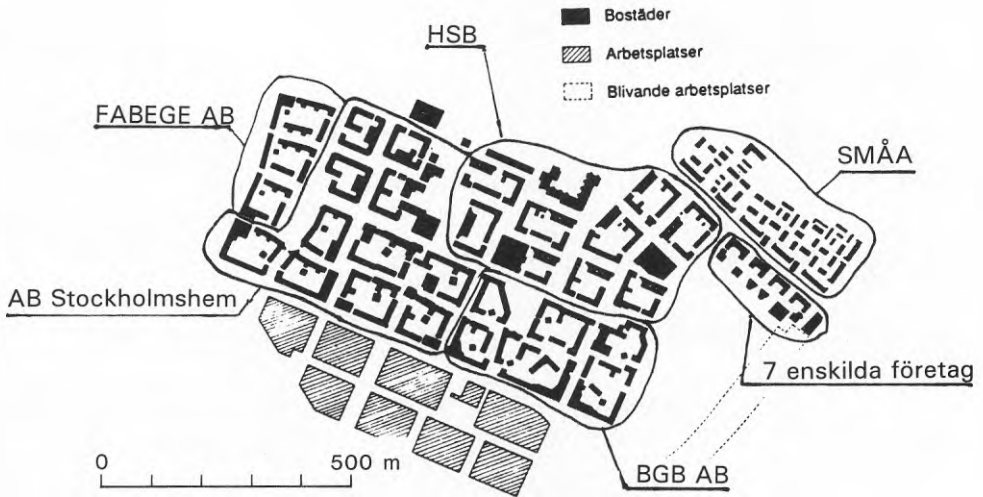 Bostäder
HSB
Arbetsplatser
Blivande arbetsplatser
FABEGE AB
SMÅA
AB Stockholmshem
7 enskilda företag
0 500 m
BGB AB